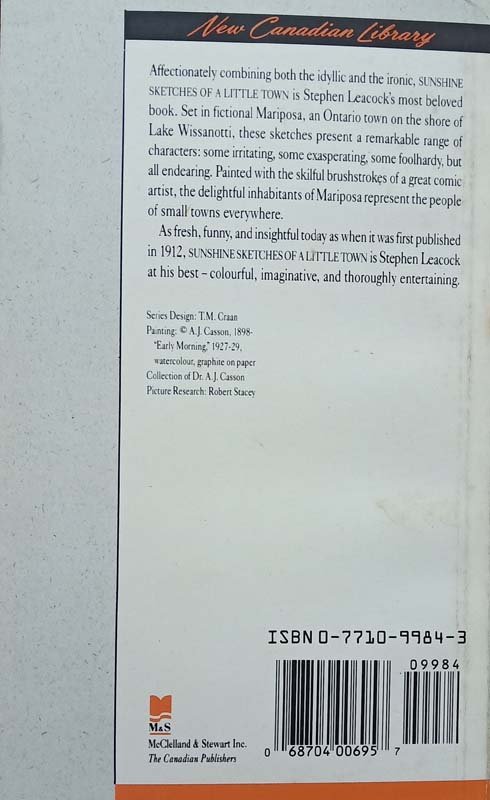 New Canadian Library
Affectionately combining both the idyllic and the ironic, SUNSHINE
SKETCHES OF A LITTLE TOWN is Stephen Leacock's most beloved
book. Set in fictional Mariposa, an Ontario town on the shore of
Lake Wissanotti, these sketches present a remarkable range of
characters: some irritating, some exasperating, some foolhardy, but
all endearing. Painted with the skilful brushstrokes of a great comic
artist, the delightful inhabitants of Mariposa represent the people
of small towns everywhere.
As fresh, funny, and insightful today as when it was first published
in 1912, SUNSHINE SKETCHES OF A LITTLE TOWN is Stephen Leacock
at his best – colourful, imaginative, and thoroughly entertaining.
Series Design: T.M. Craan
Painting: © A.J. Casson, 1898-
"Early Morning," 1927-29,
watercolour, graphite on paper
Collection of Dr. A.J. Casson
Picture Research: Robert Stacey
ISBN 0-7710-9984-3
09984
M&S
McClelland & Stewart Inc.
The Canadian Publishers
0 68704 00695 7